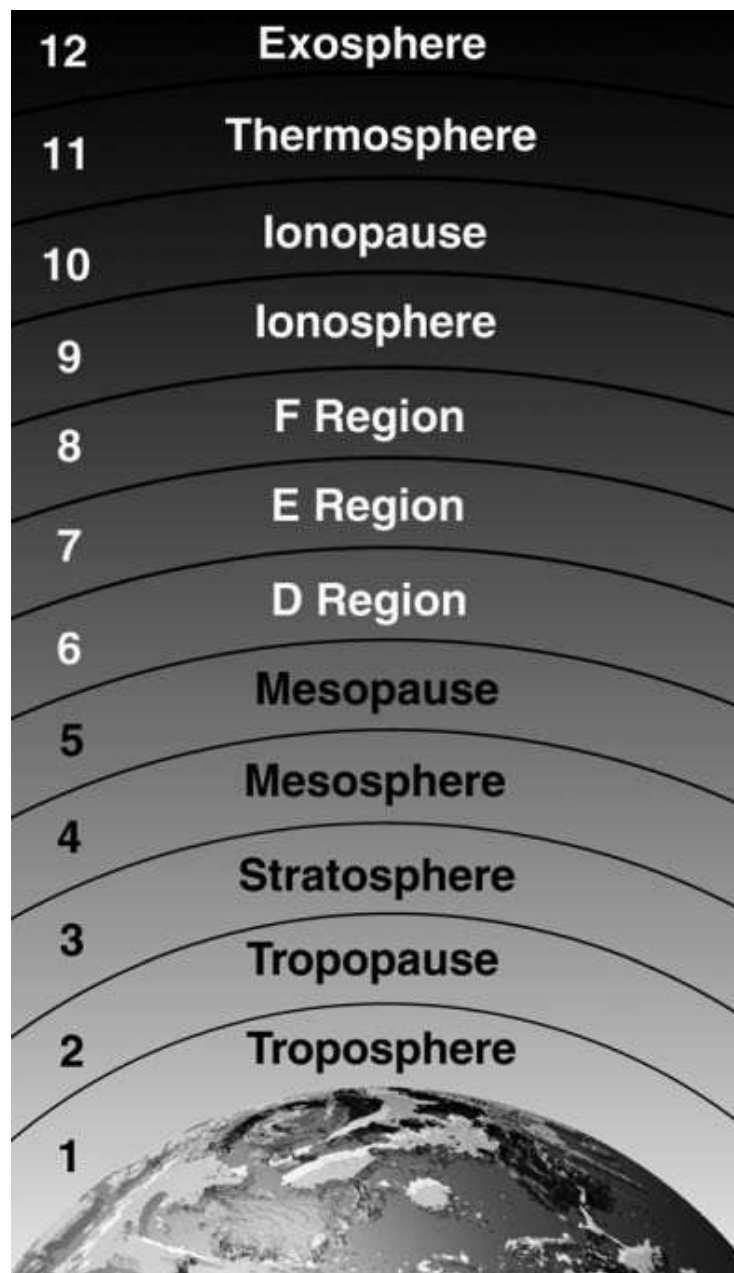 12 Exosphere
11 Thermosphere
10 Ionopause
9 Ionosphere
8 F Region
7 E Region
6 D Region
5 Mesopause
4 Mesosphere
3 Stratosphere
2 Tropopause
1 Troposphere